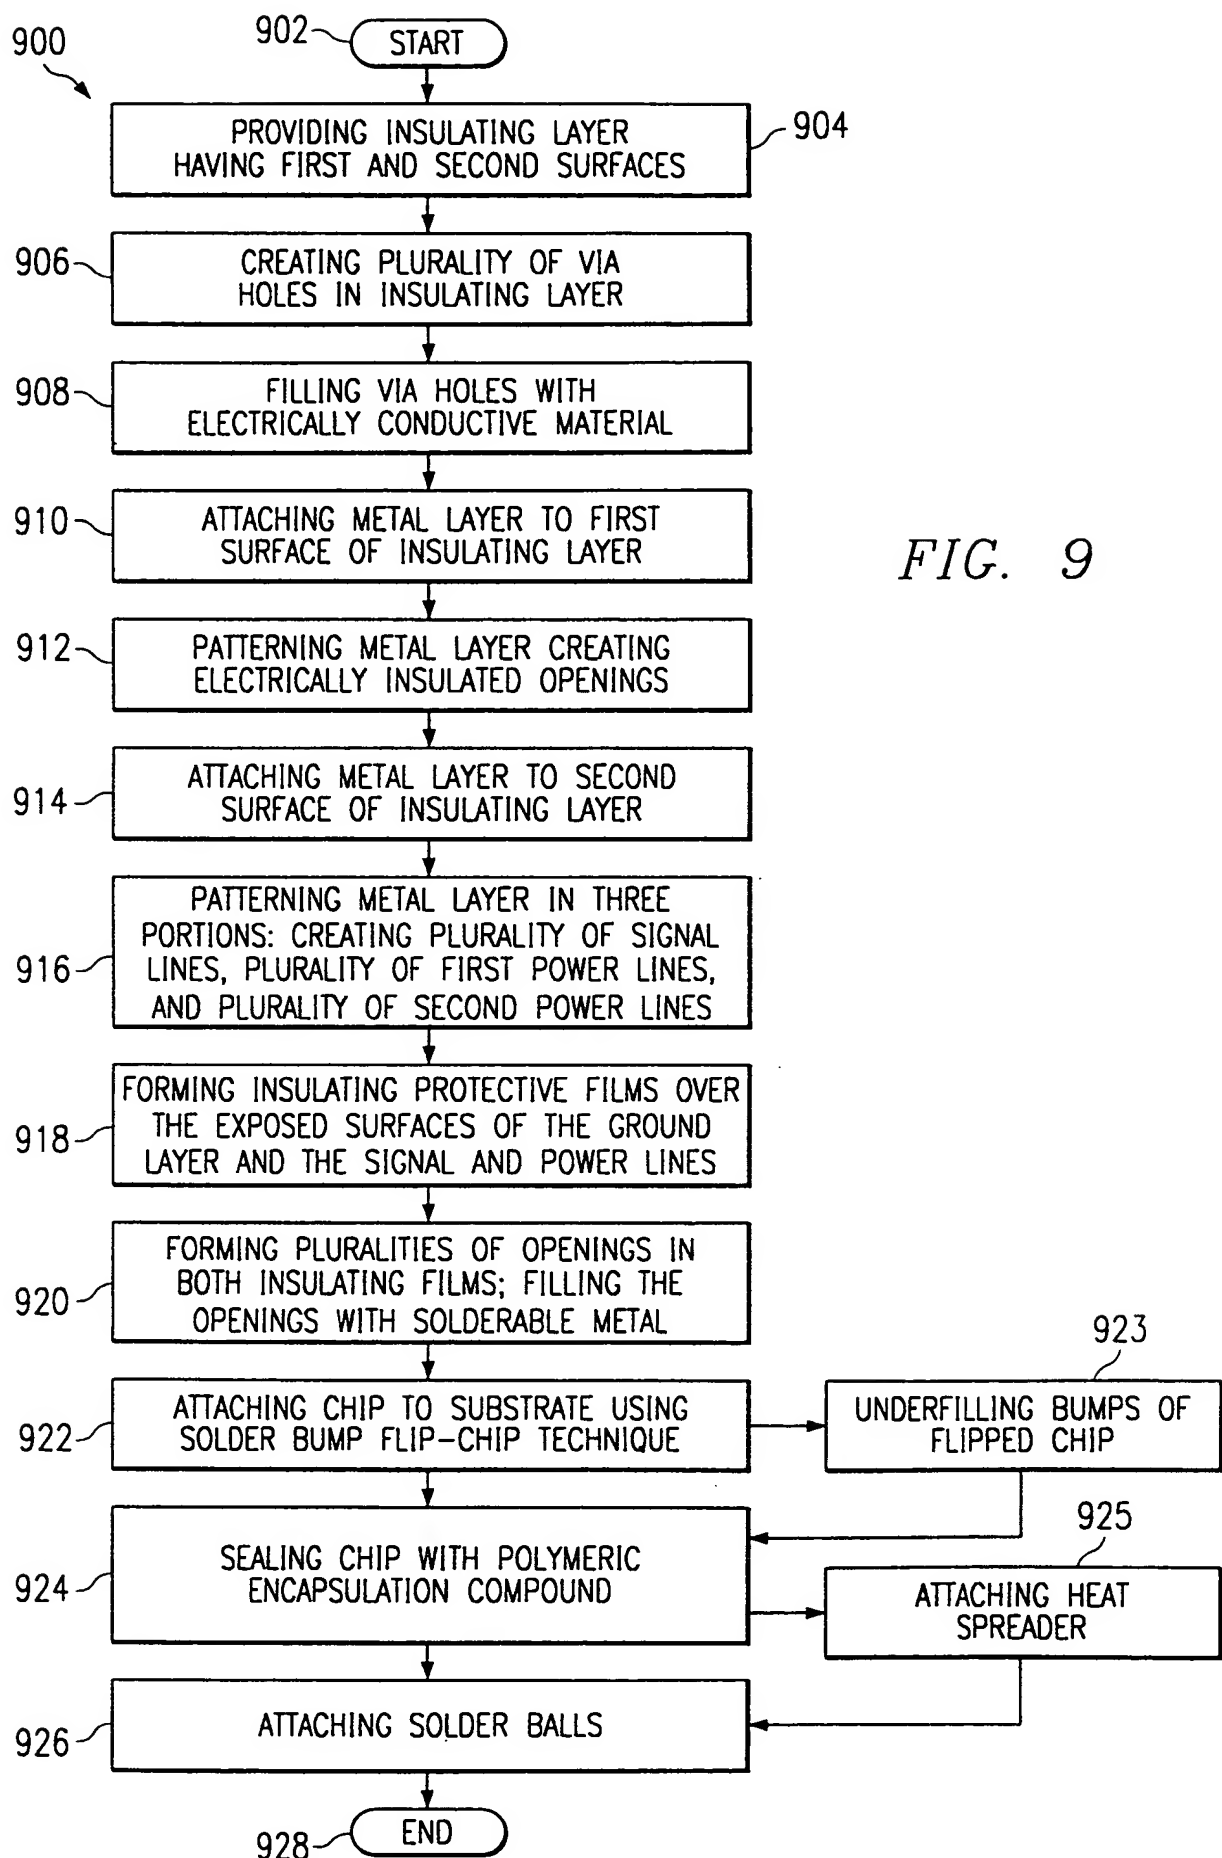 900
902
START
PROVIDING INSULATING LAYER
HAVING FIRST AND SECOND SURFACES
904
906
CREATING PLURALITY OF VIA
HOLES IN INSULATING LAYER
908
FILLING VIA HOLES WITH
ELECTRICALLY CONDUCTIVE MATERIAL
910
ATTACHING METAL LAYER TO FIRST
SURFACE OF INSULATING LAYER
FIG. 9
912
PATTERNING METAL LAYER CREATING
ELECTRICALLY INSULATED OPENINGS
914
ATTACHING METAL LAYER TO SECOND
SURFACE OF INSULATING LAYER
916
PATTERNING METAL LAYER IN THREE
PORTIONS: CREATING PLURALITY OF SIGNAL
LINES, PLURALITY OF FIRST POWER LINES,
AND PLURALITY OF SECOND POWER LINES
918
FORMING INSULATING PROTECTIVE FILMS OVER
THE EXPOSED SURFACES OF THE GROUND
LAYER AND THE SIGNAL AND POWER LINES
920
FORMING PLURALITIES OF OPENINGS IN
BOTH INSULATING FILMS; FILLING THE
OPENINGS WITH SOLDERABLE METAL
922
ATTACHING CHIP TO SUBSTRATE USING
SOLDER BUMP FLIP-CHIP TECHNIQUE
923
UNDERFILLING BUMPS OF
FLIPPED CHIP
924
SEALING CHIP WITH POLYMERIC
ENCAPSULATION COMPOUND
925
ATTACHING HEAT
SPREADER
926
ATTACHING SOLDER BALLS
928
END